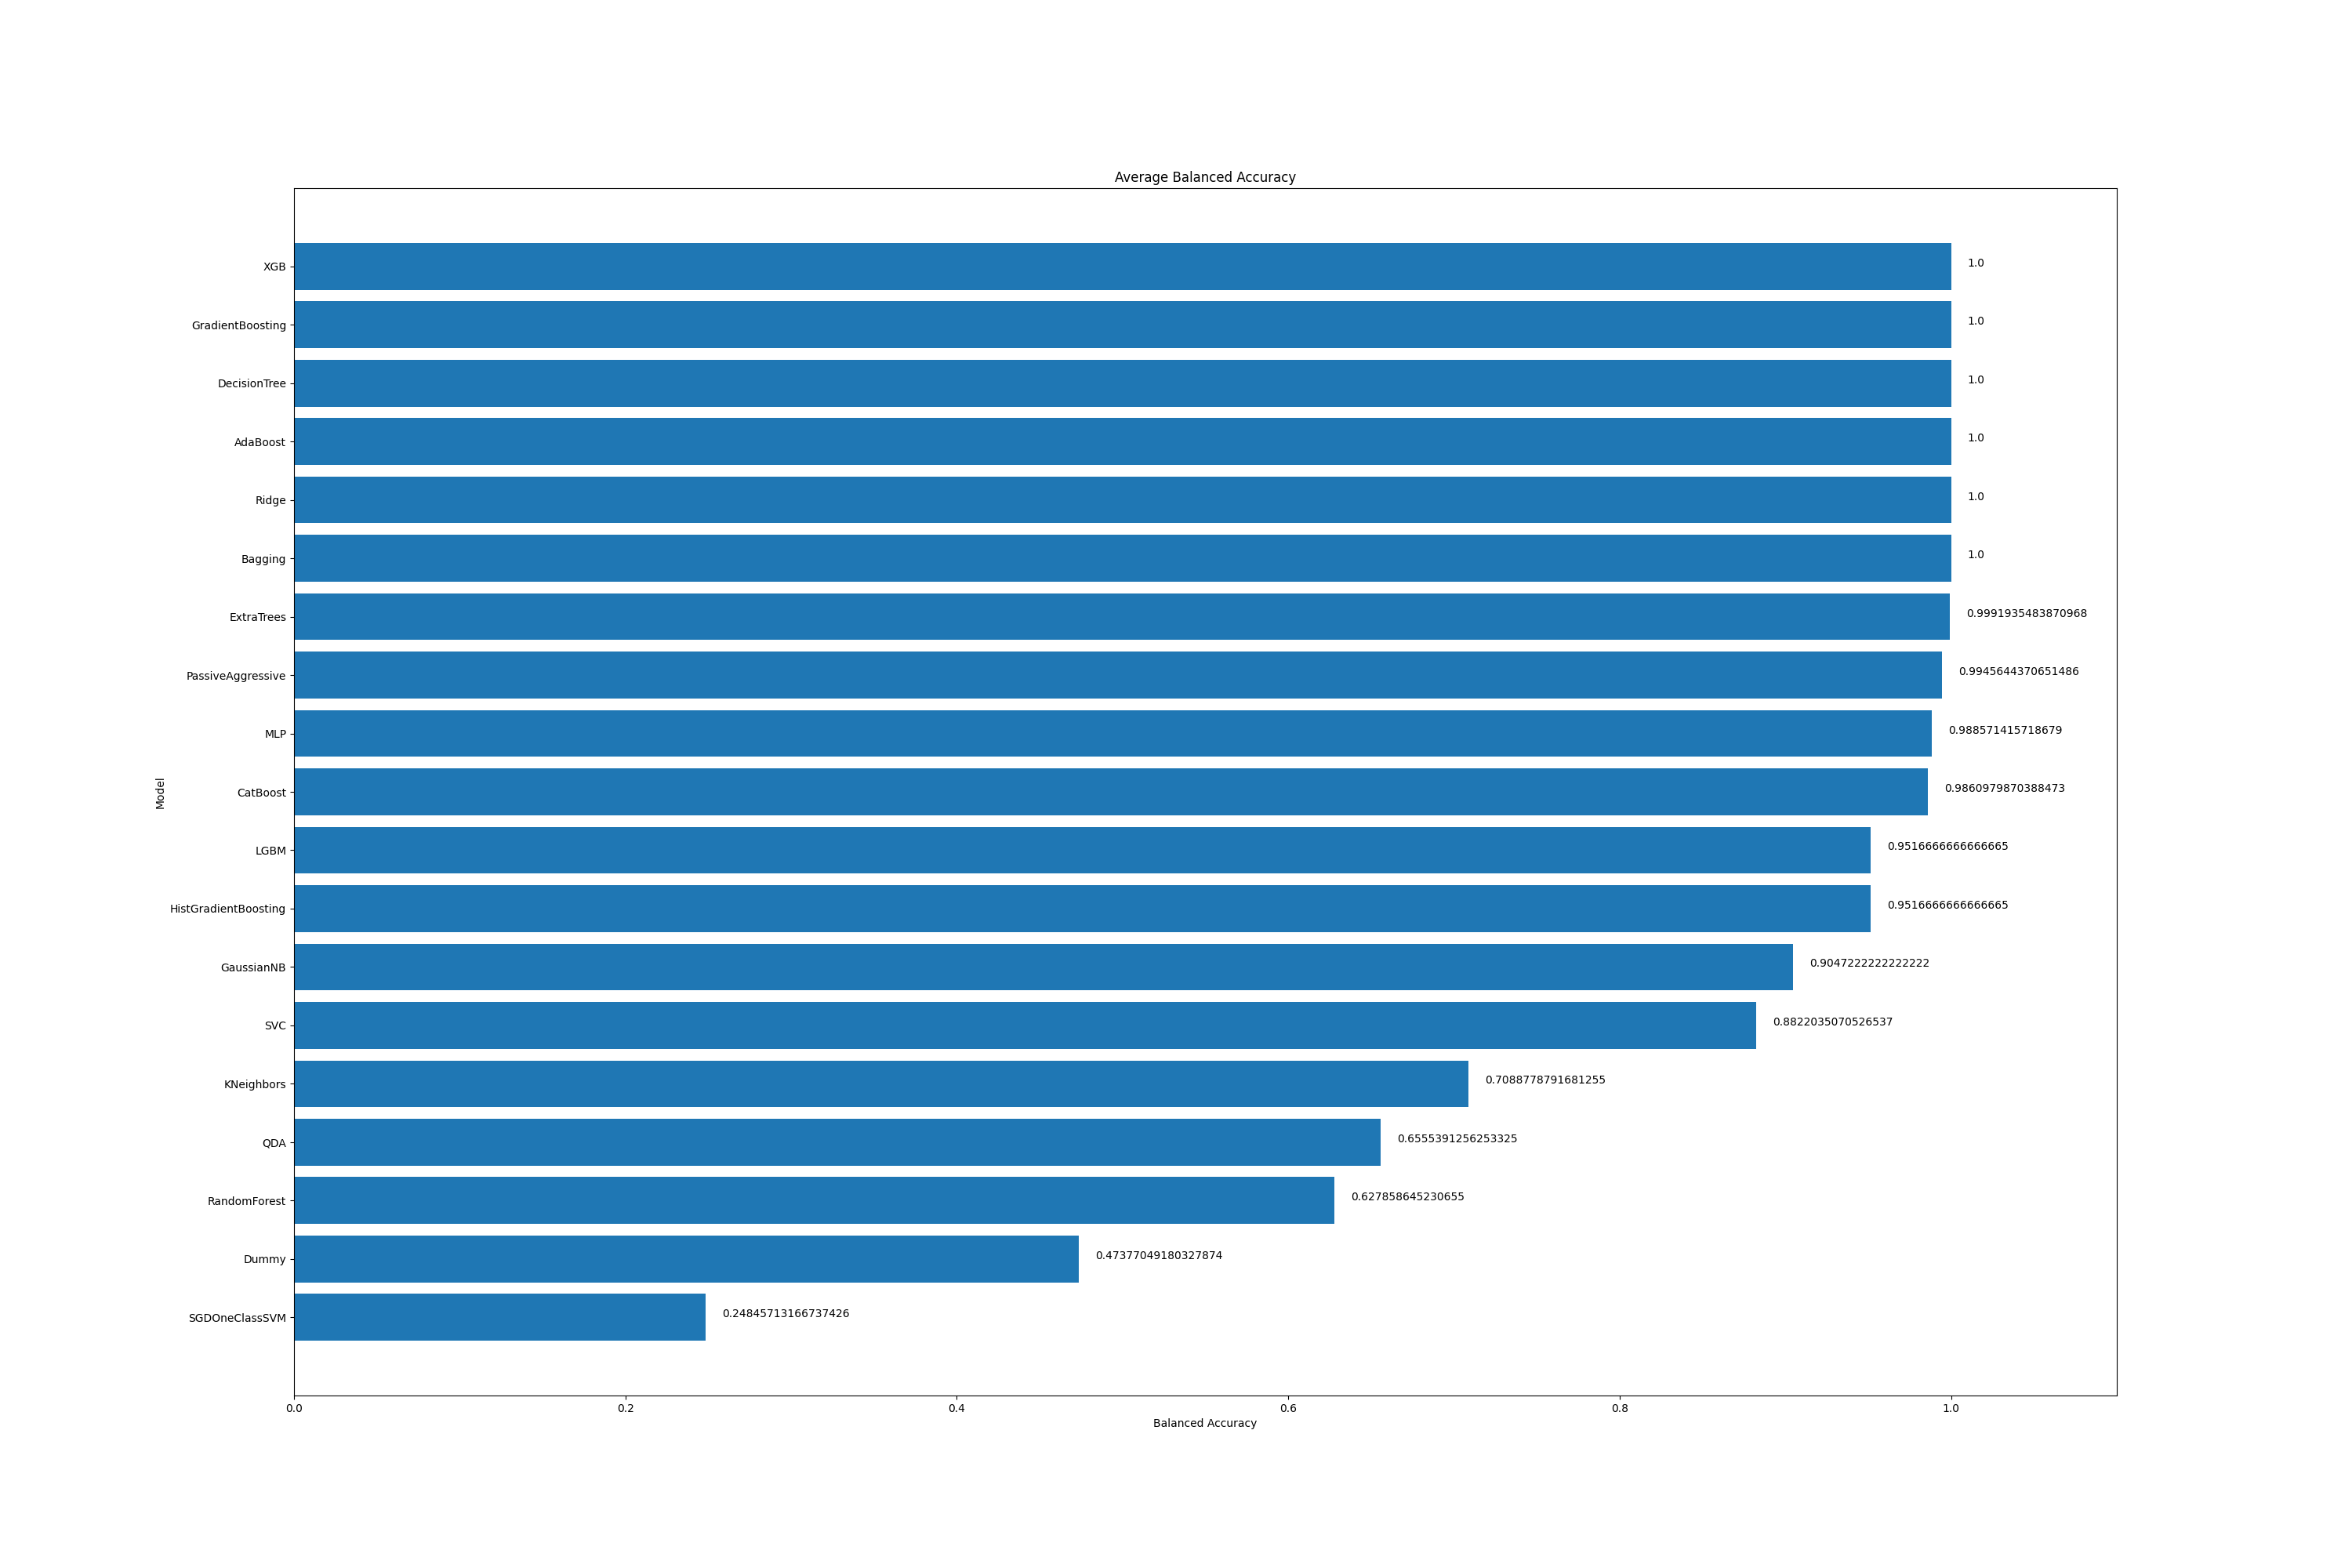 Average Balanced Accuracy
XGB 1.0
GradientBoosting 1.0
DecisionTree 1.0
AdaBoost 1.0
Ridge 1.0
Bagging 1.0
ExtraTrees 0.9991935483870968
PassiveAggressive 0.9945644370651486
MLP 0.988571415718679
CatBoost 0.9860979870388473
LGBM 0.9516666666666665
HistGradientBoosting 0.9516666666666665
GaussianNB 0.9047222222222222
SVC 0.8822035070526537
KNeighbors 0.7088778791681255
QDA 0.6555391256253325
RandomForest 0.627858645230655
Dummy 0.47377049180327874
SGDOneClassSVM 0.24845713166737426
Model
0.0 0.2 0.4 0.6 0.8 1.0
Balanced Accuracy